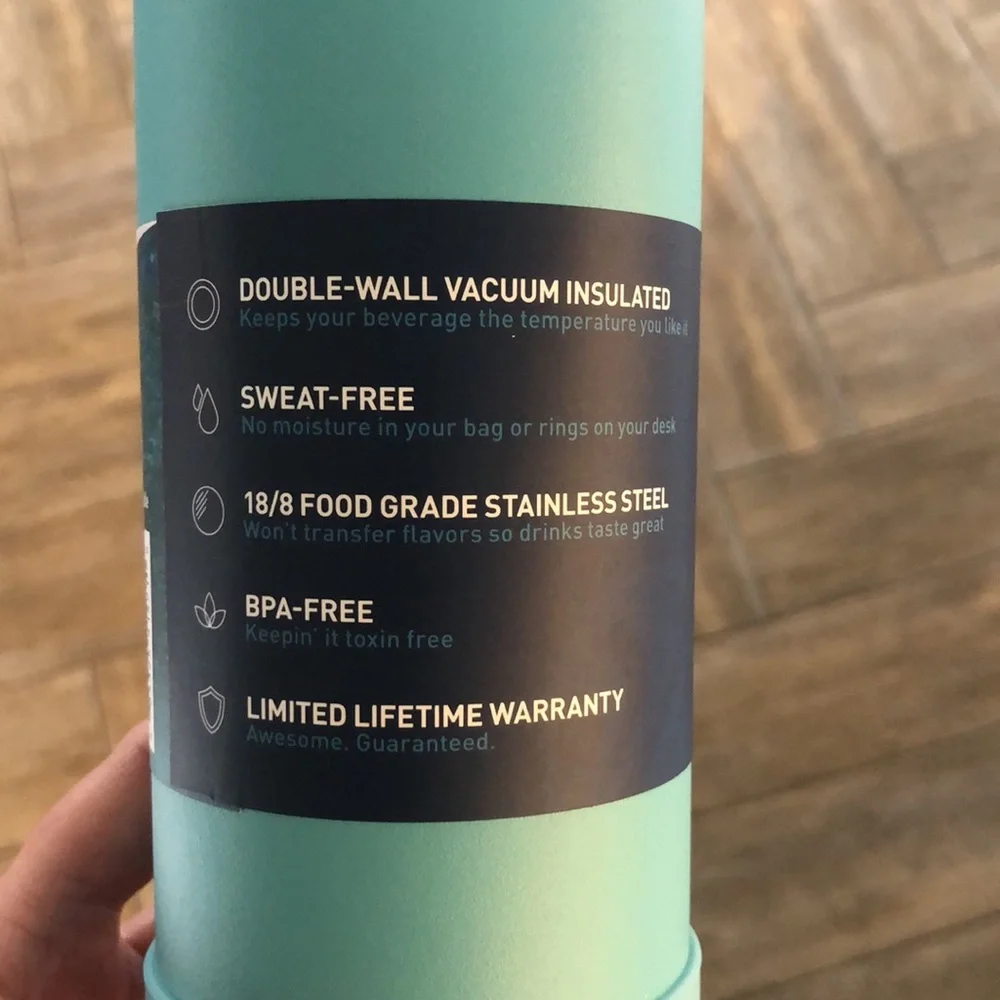 DOUBLE-WALL VACUUM INSULATED
Keeps your beverage the temperature you like it
SWEAT-FREE
No moisture in your bag or rings on your desk
18/8 FOOD GRADE STAINLESS STEEL
Won't transfer flavors so drinks taste great
BPA-FREE
Keepin' it toxin free
LIMITED LIFETIME WARRANTY
Awesome. Guaranteed.